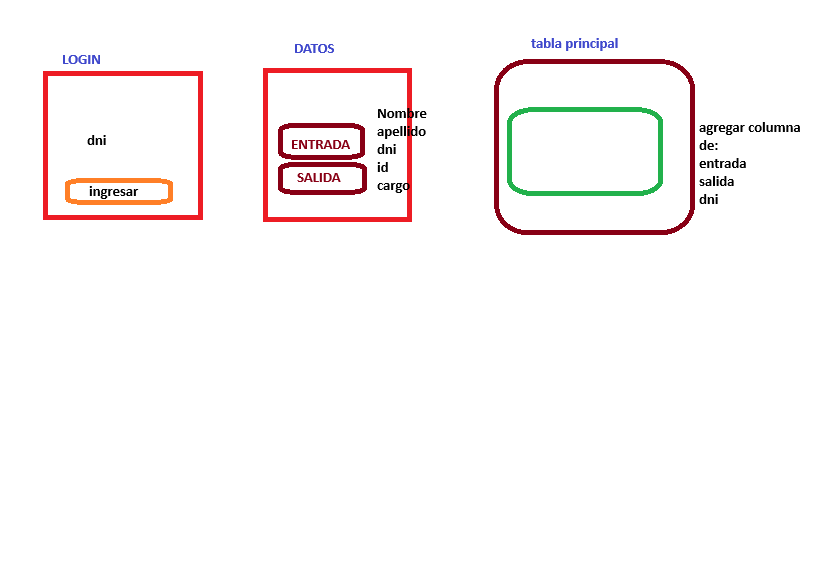 LOGIN
dni
ingresar
DATOS
ENTRADA
SALIDA
Nombre
apellido
dni
id
cargo
tabla principal
agregar columna
de:
entrada
salida
dni